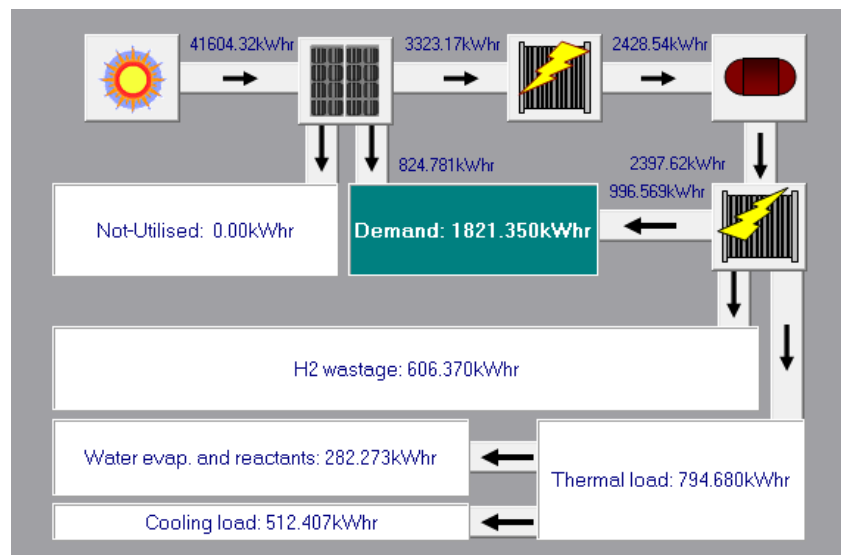 41604.32kWhr
3323.17kWhr
2428.54kWhr
824.781kWhr
2397.62kWhr
996.569kWhr
Not-Utilised: 0.00kWhr
Demand: 1821.350kWhr
H2 wastage: 606.370kWhr
Water evap. and reactants: 282.273kWhr
Thermal load: 794.680kWhr
Cooling load: 512.407kWhr